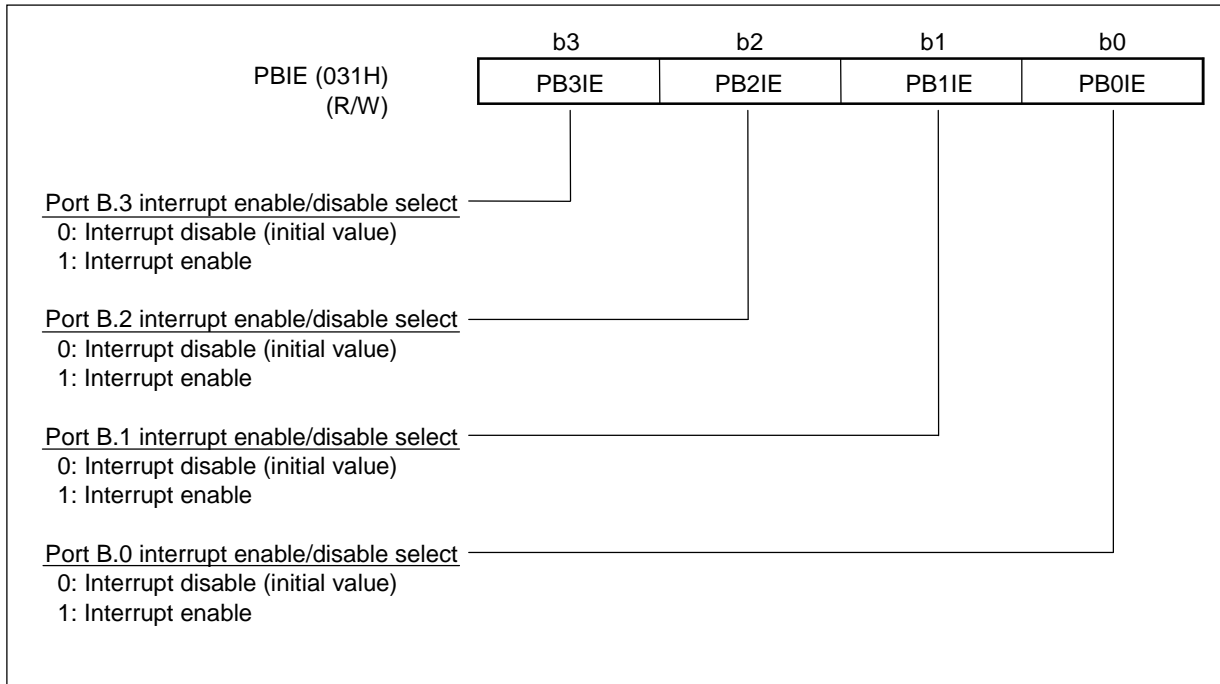 b3 b2 b1 b0
PBIE (031H) PB3IE PB2IE PB1IE PB0IE
(R/W)
Port B.3 interrupt enable/disable select
0: Interrupt disable (initial value)
1: Interrupt enable
Port B.2 interrupt enable/disable select
0: Interrupt disable (initial value)
1: Interrupt enable
Port B.1 interrupt enable/disable select
0: Interrupt disable (initial value)
1: Interrupt enable
Port B.0 interrupt enable/disable select
0: Interrupt disable (initial value)
1: Interrupt enable